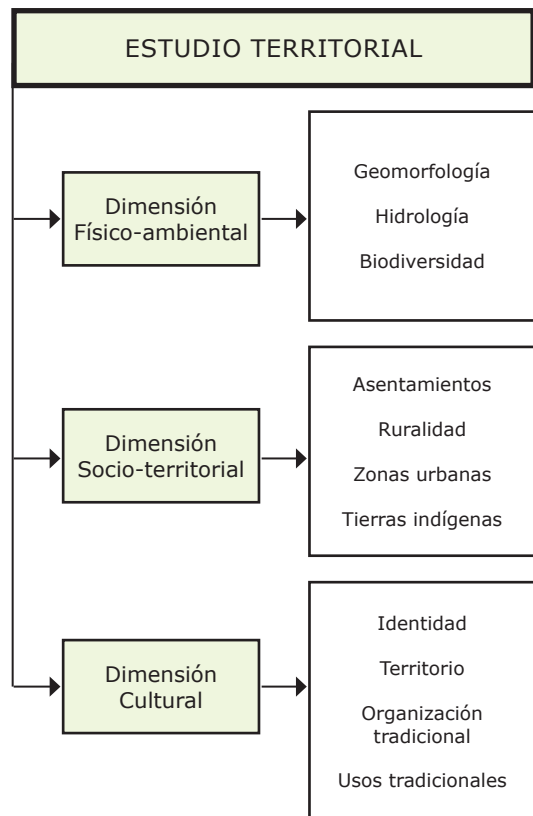 ESTUDIO TERRITORIAL
Dimensión
Físico-ambiental
Geomorfología
Hidrología
Biodiversidad
Dimensión
Socio-territorial
Asentamientos
Ruralidad
Zonas urbanas
Tierras indígenas
Dimensión
Cultural
Identidad
Territorio
Organización
tradicional
Usos tradicionales